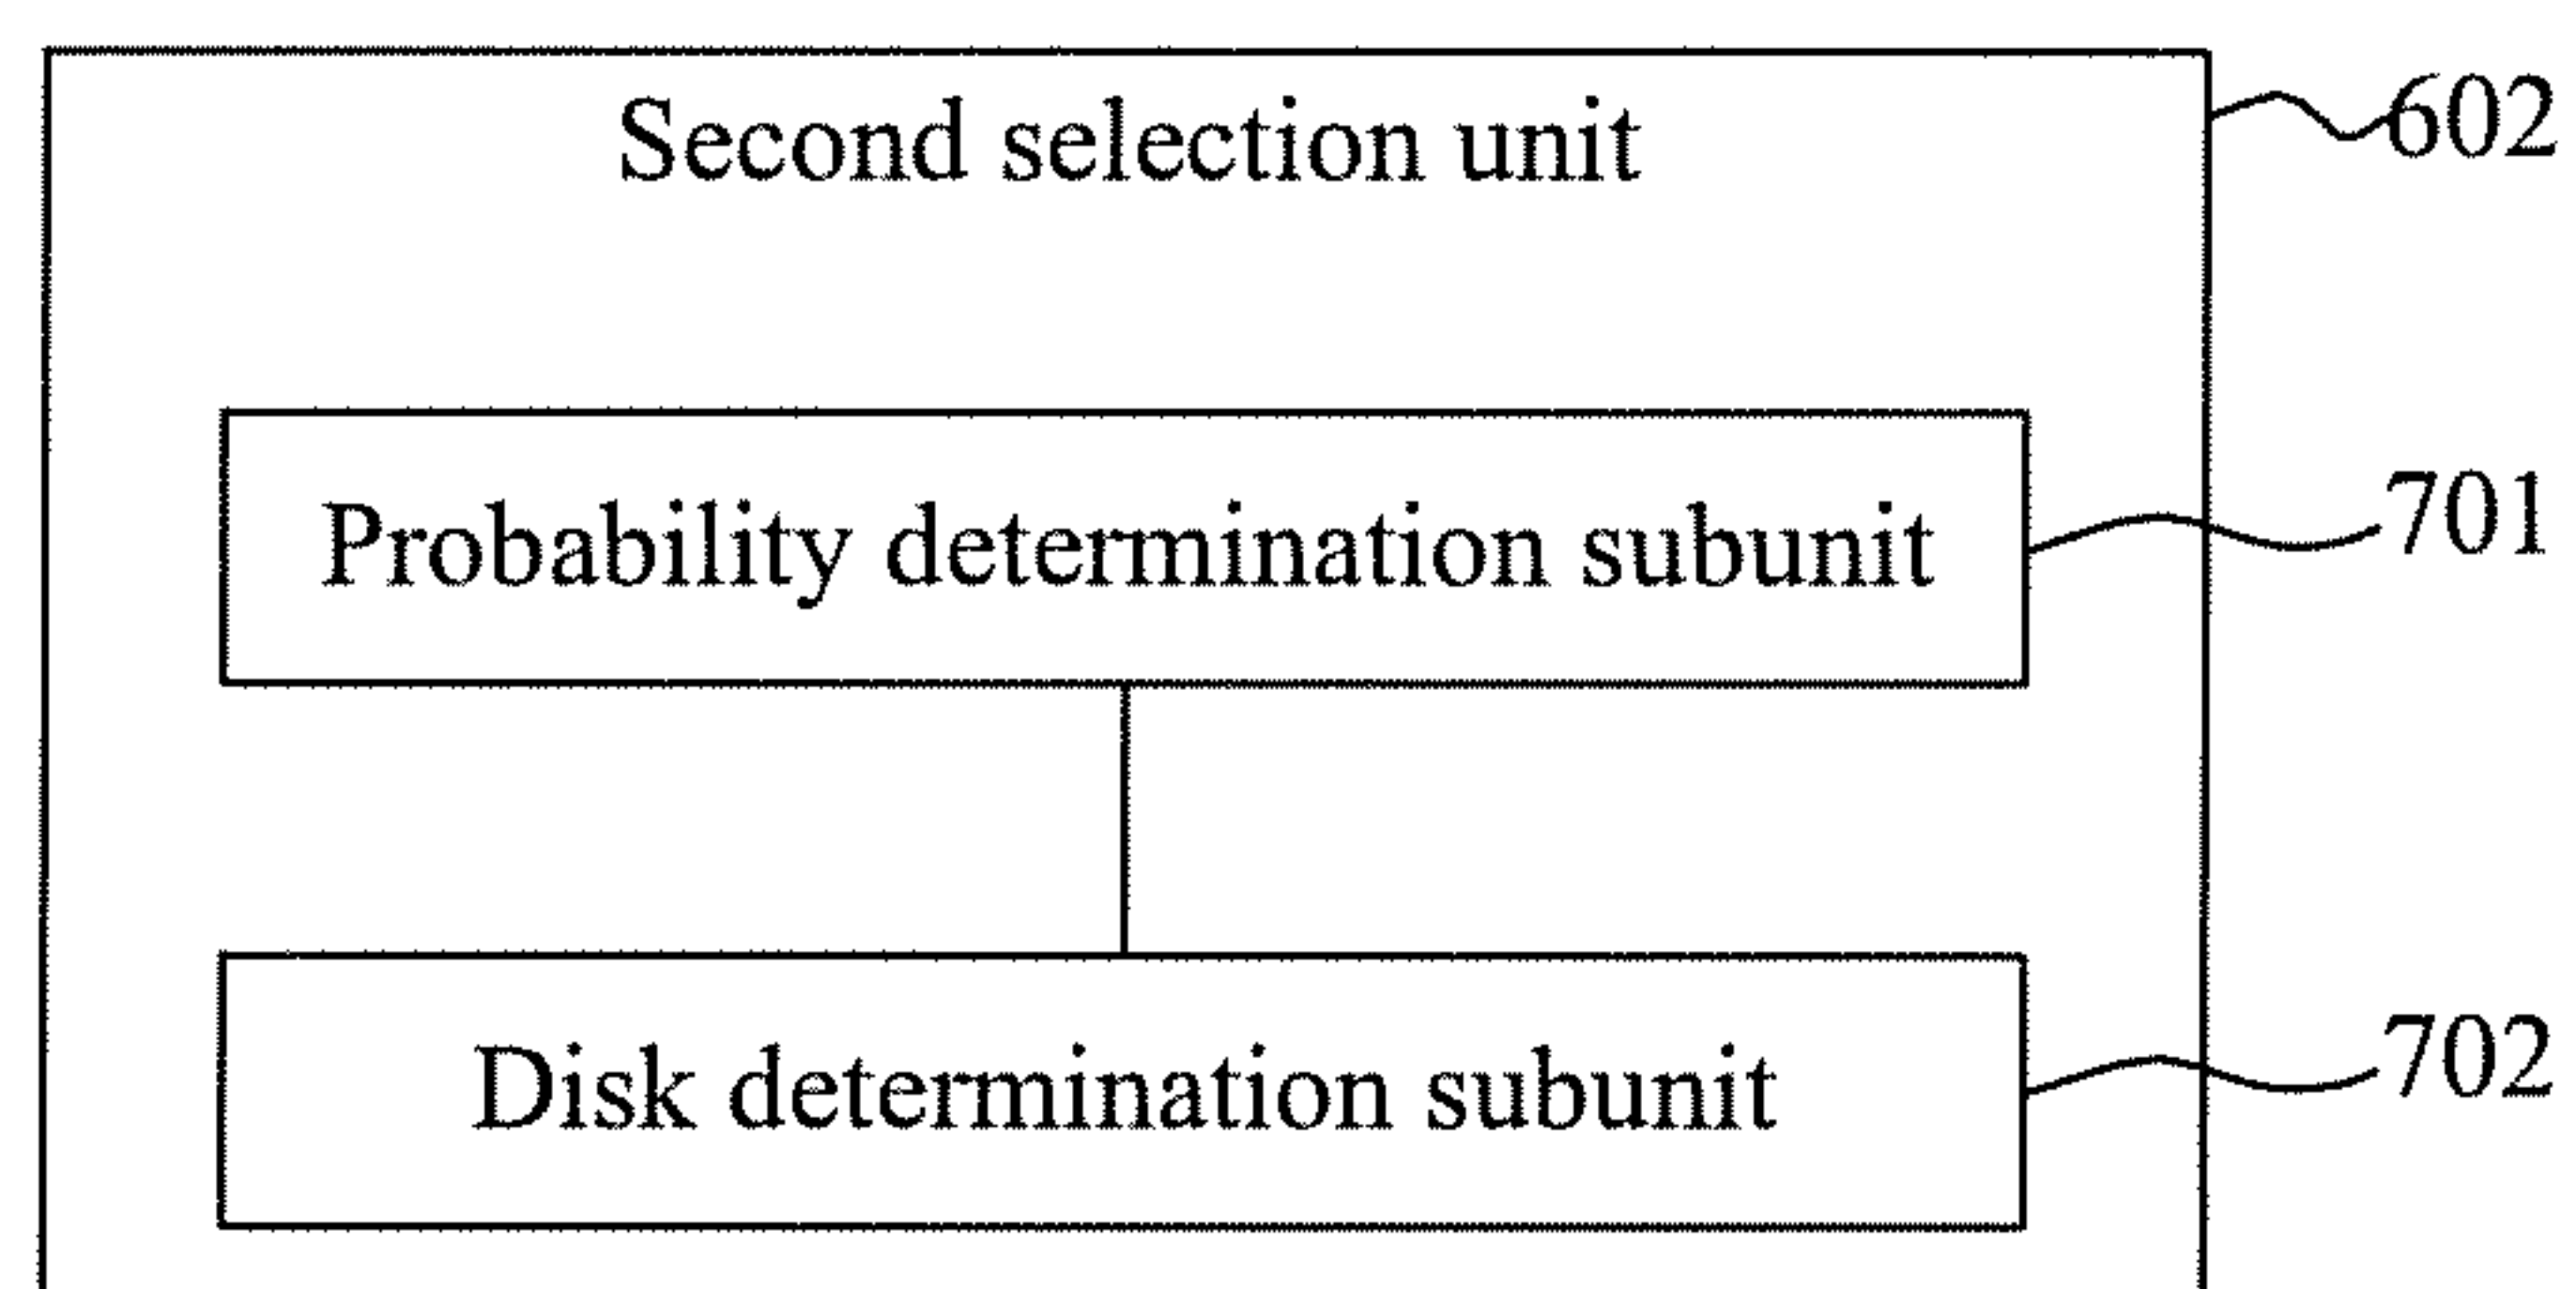 Second selection unit
602
Probability determination subunit
701
Disk determination subunit
702